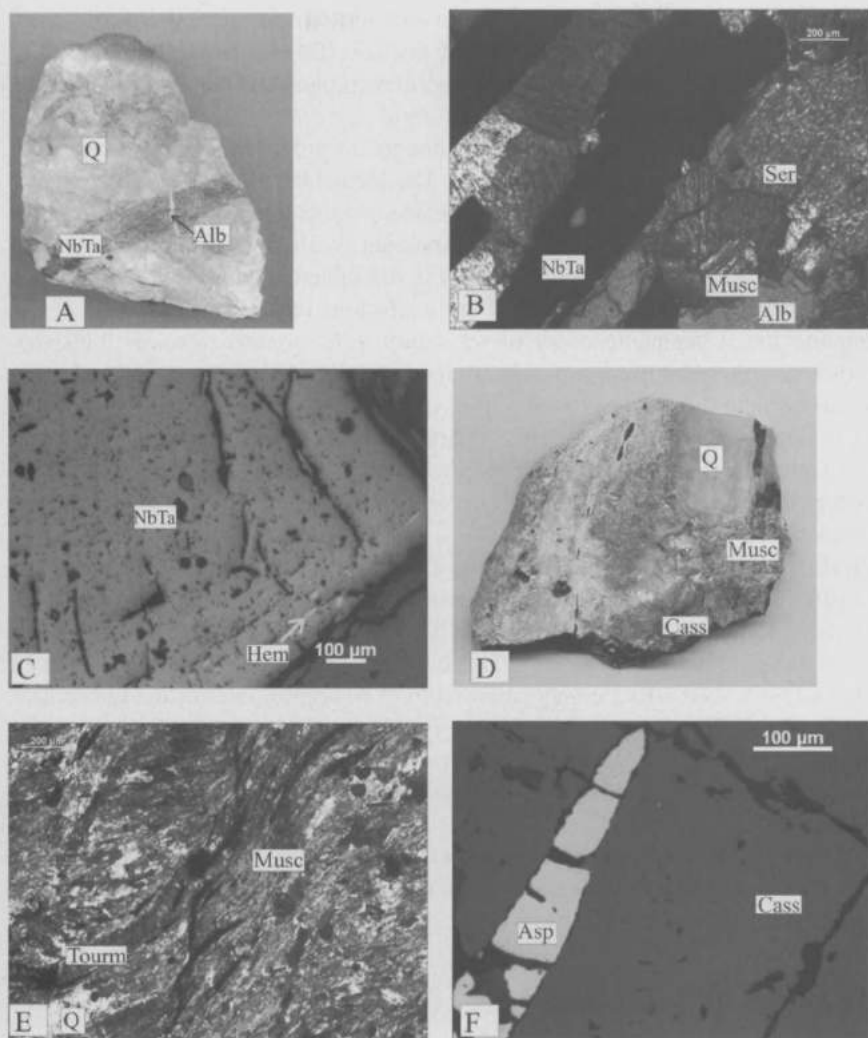 Q
NbTa
Alb
A
200 µm
Ser
NbTa
Musc
Alb
B
NbTa
Hem
100 µm
C
Q
Musc
Cass
D
200 µm
Musc
Tourm
Q
E
100 µm
Cass
Asp
F